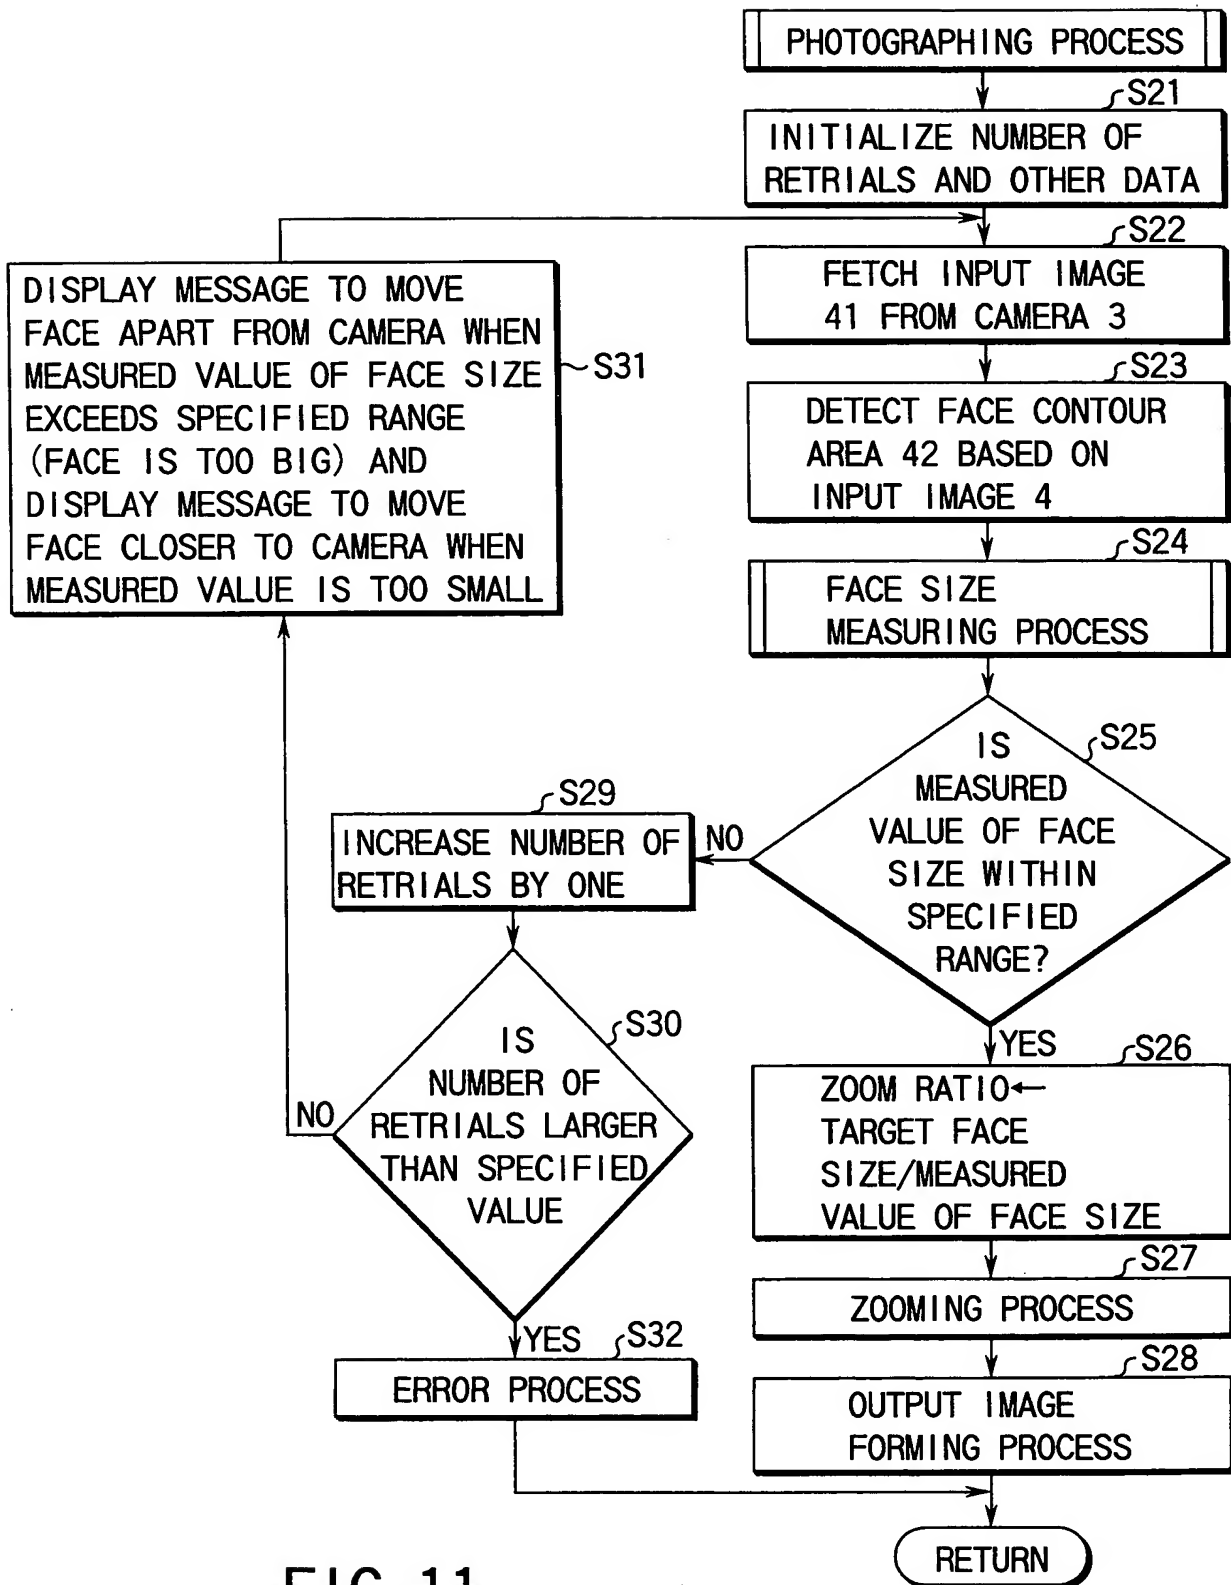 PHOTOGRAPHING PROCESS
S21
INITIALIZE NUMBER OF
RETRIALS AND OTHER DATA
S22
FETCH INPUT IMAGE
41 FROM CAMERA 3
S23
DETECT FACE CONTOUR
AREA 42 BASED ON
INPUT IMAGE 4
S24
FACE SIZE
MEASURING PROCESS
S25
IS
MEASURED
VALUE OF FACE
SIZE WITHIN
SPECIFIED
RANGE?
NO
YES
S26
ZOOM RATIO←
TARGET FACE
SIZE/MEASURED
VALUE OF FACE SIZE
S27
ZOOMING PROCESS
S28
OUTPUT IMAGE
FORMING PROCESS
RETURN
S29
INCREASE NUMBER OF
RETRIALS BY ONE
S30
IS
NUMBER OF
RETRIALS LARGER
THAN SPECIFIED
VALUE
NO
YES
S31
DISPLAY MESSAGE TO MOVE
FACE APART FROM CAMERA WHEN
MEASURED VALUE OF FACE SIZE
EXCEEDS SPECIFIED RANGE
(FACE IS TOO BIG) AND
DISPLAY MESSAGE TO MOVE
FACE CLOSER TO CAMERA WHEN
MEASURED VALUE IS TOO SMALL
S32
ERROR PROCESS
FIG. 11